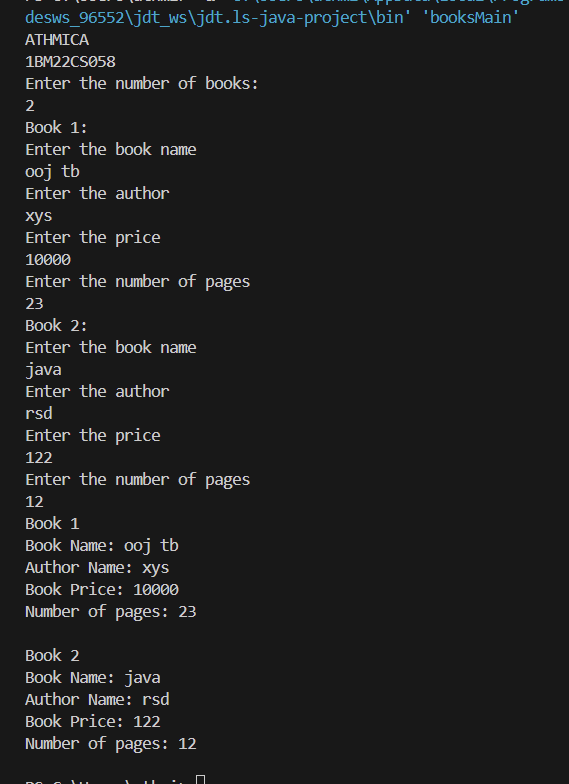 desws_96552\jdt_ws\jdt.ls-java-project\bin' 'booksMain'
ATHMICA
1BM22CS058
Enter the number of books:
2
Book 1:
Enter the book name
ooj tb
Enter the author
xys
Enter the price
10000
Enter the number of pages
23
Book 2:
Enter the book name
java
Enter the author
rsd
Enter the price
122
Enter the number of pages
12
Book 1
Book Name: ooj tb
Author Name: xys
Book Price: 10000
Number of pages: 23
Book 2
Book Name: java
Author Name: rsd
Book Price: 122
Number of pages: 12